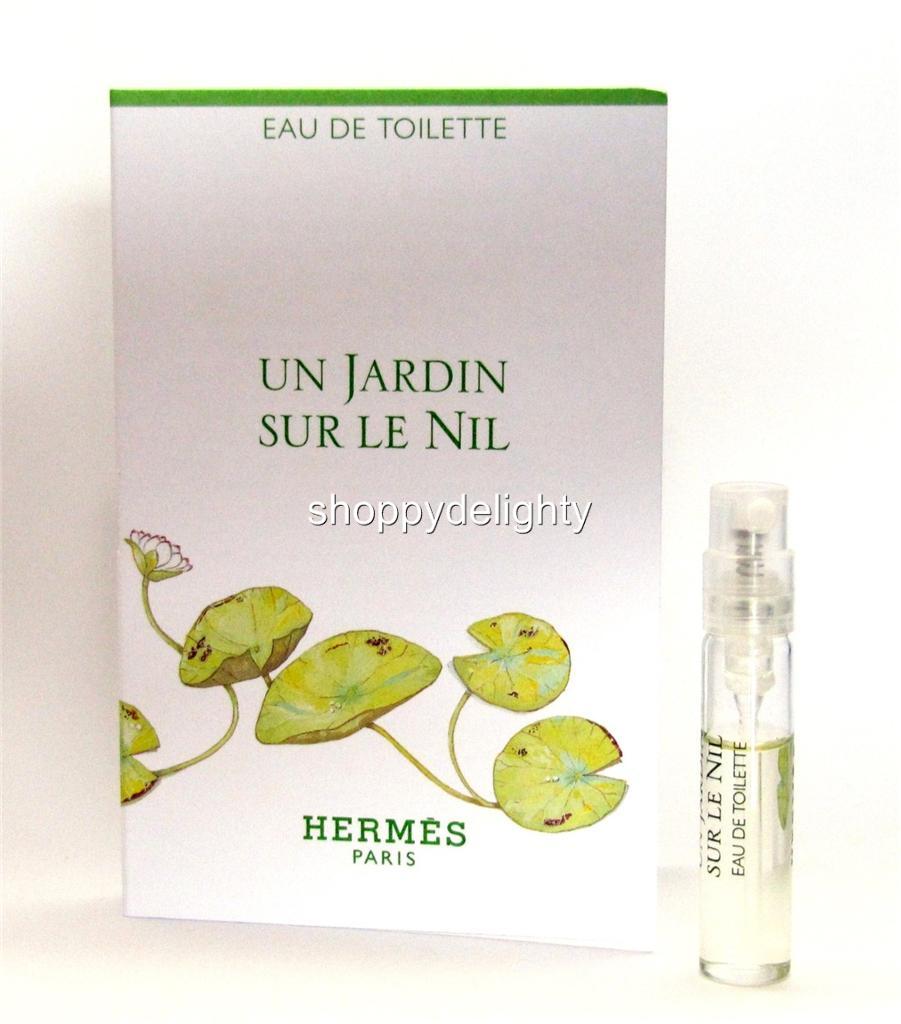 EAU DE TOILETTE
UN JARDIN
SUR LE NIL
shoppydelighty
HERMÈS
PARIS
SUR LE NIL
EAU DE TOILETTE